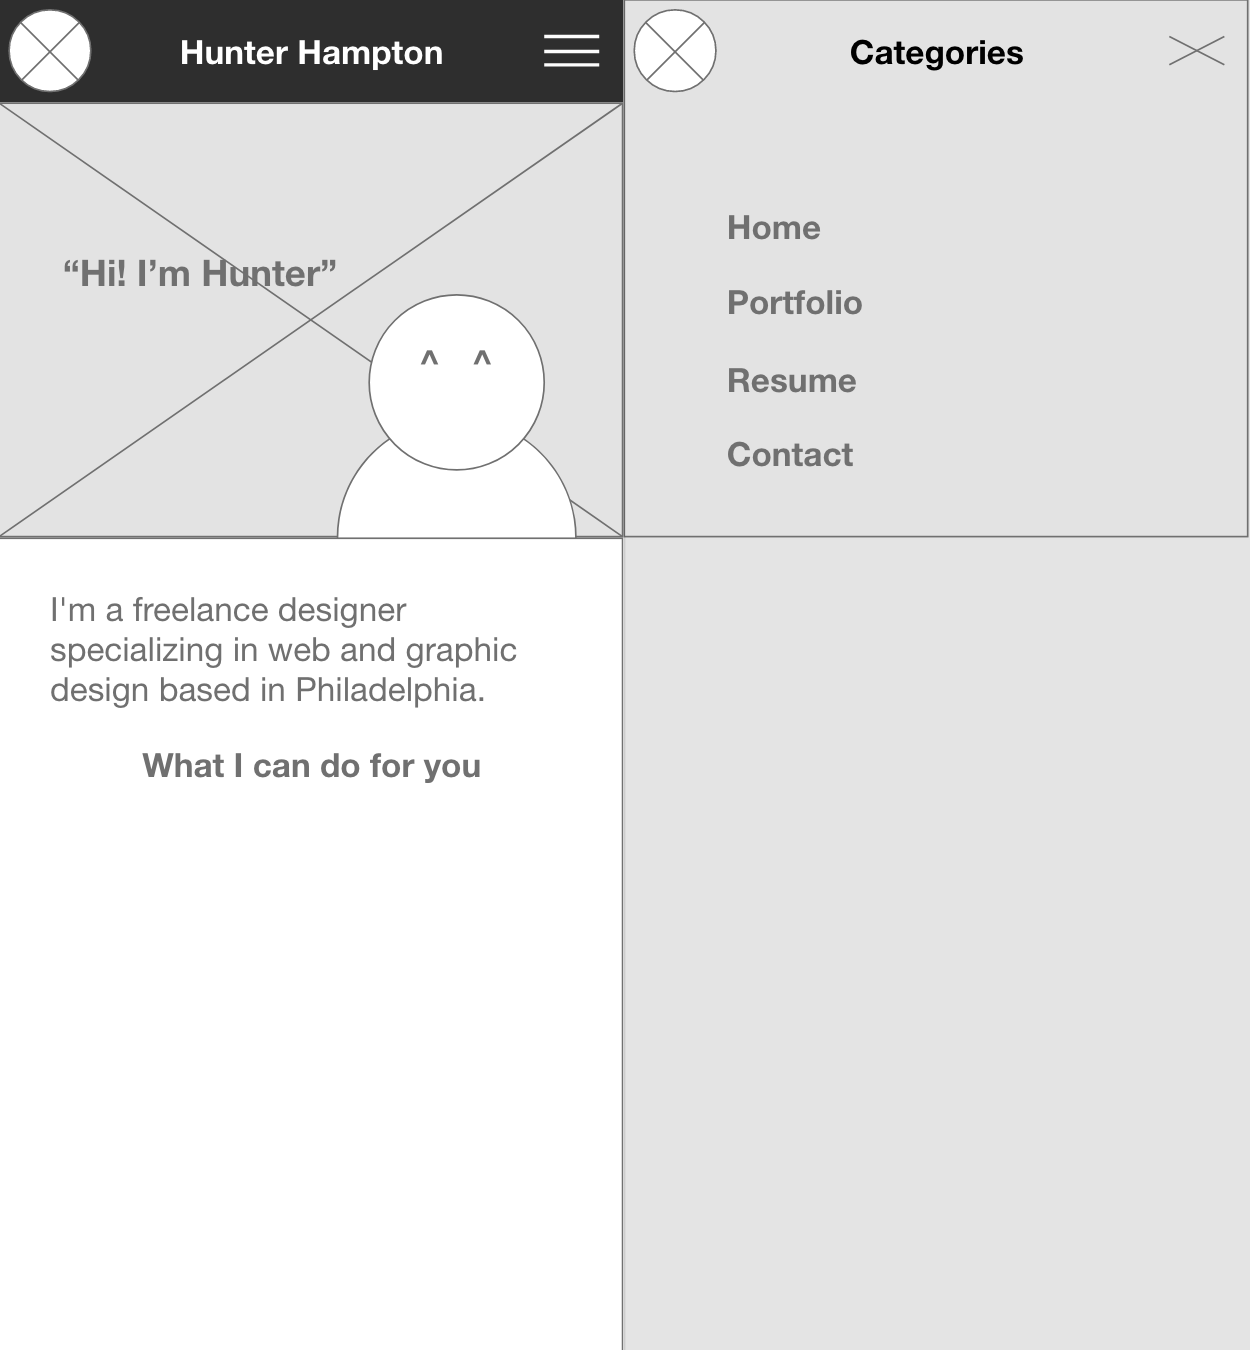 Hunter Hampton
“Hi! I’m Hunter”
^ ^
I'm a freelance designer
specializing in web and graphic
design based in Philadelphia.
What I can do for you
Categories
Home
Portfolio
Resume
Contact